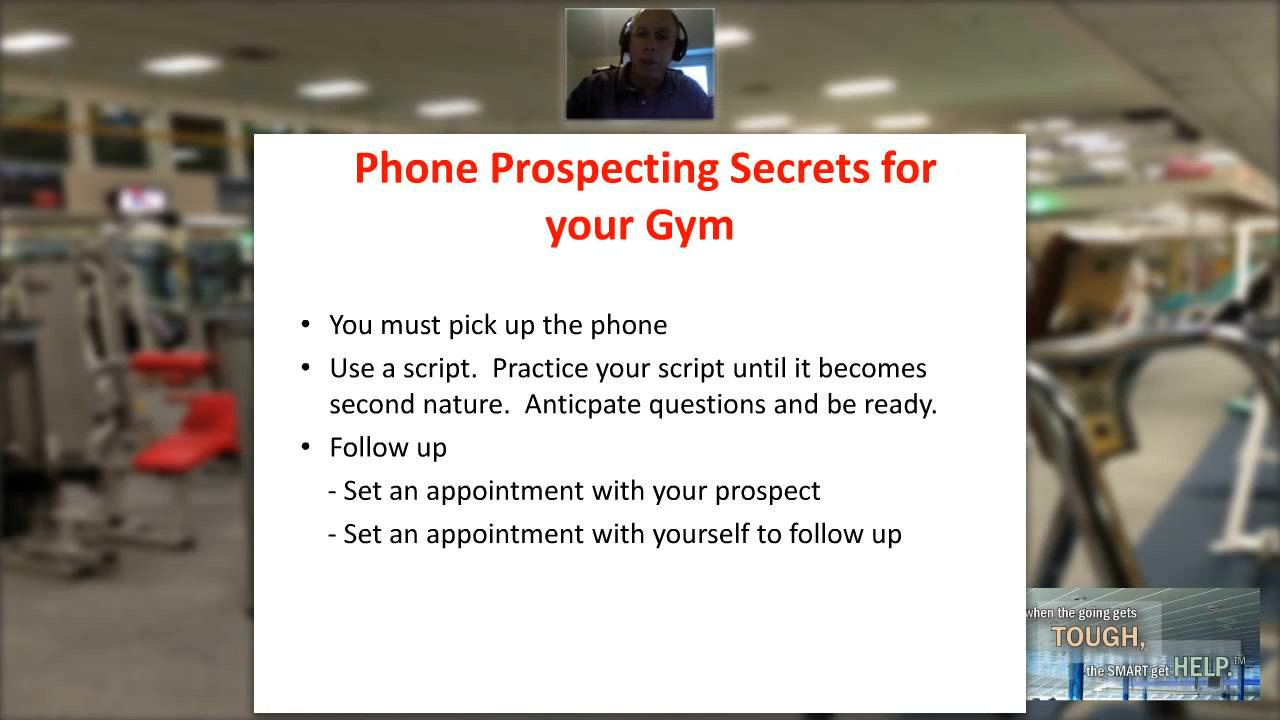 Phone Prospecting Secrets for
your Gym
• You must pick up the phone
• Use a script.  Practice your script until it becomes
second nature.  Anticpate questions and be ready.
• Follow up
- Set an appointment with your prospect
- Set an appointment with yourself to follow up
when the going gets
TOUGH,
the SMART get HELP.™